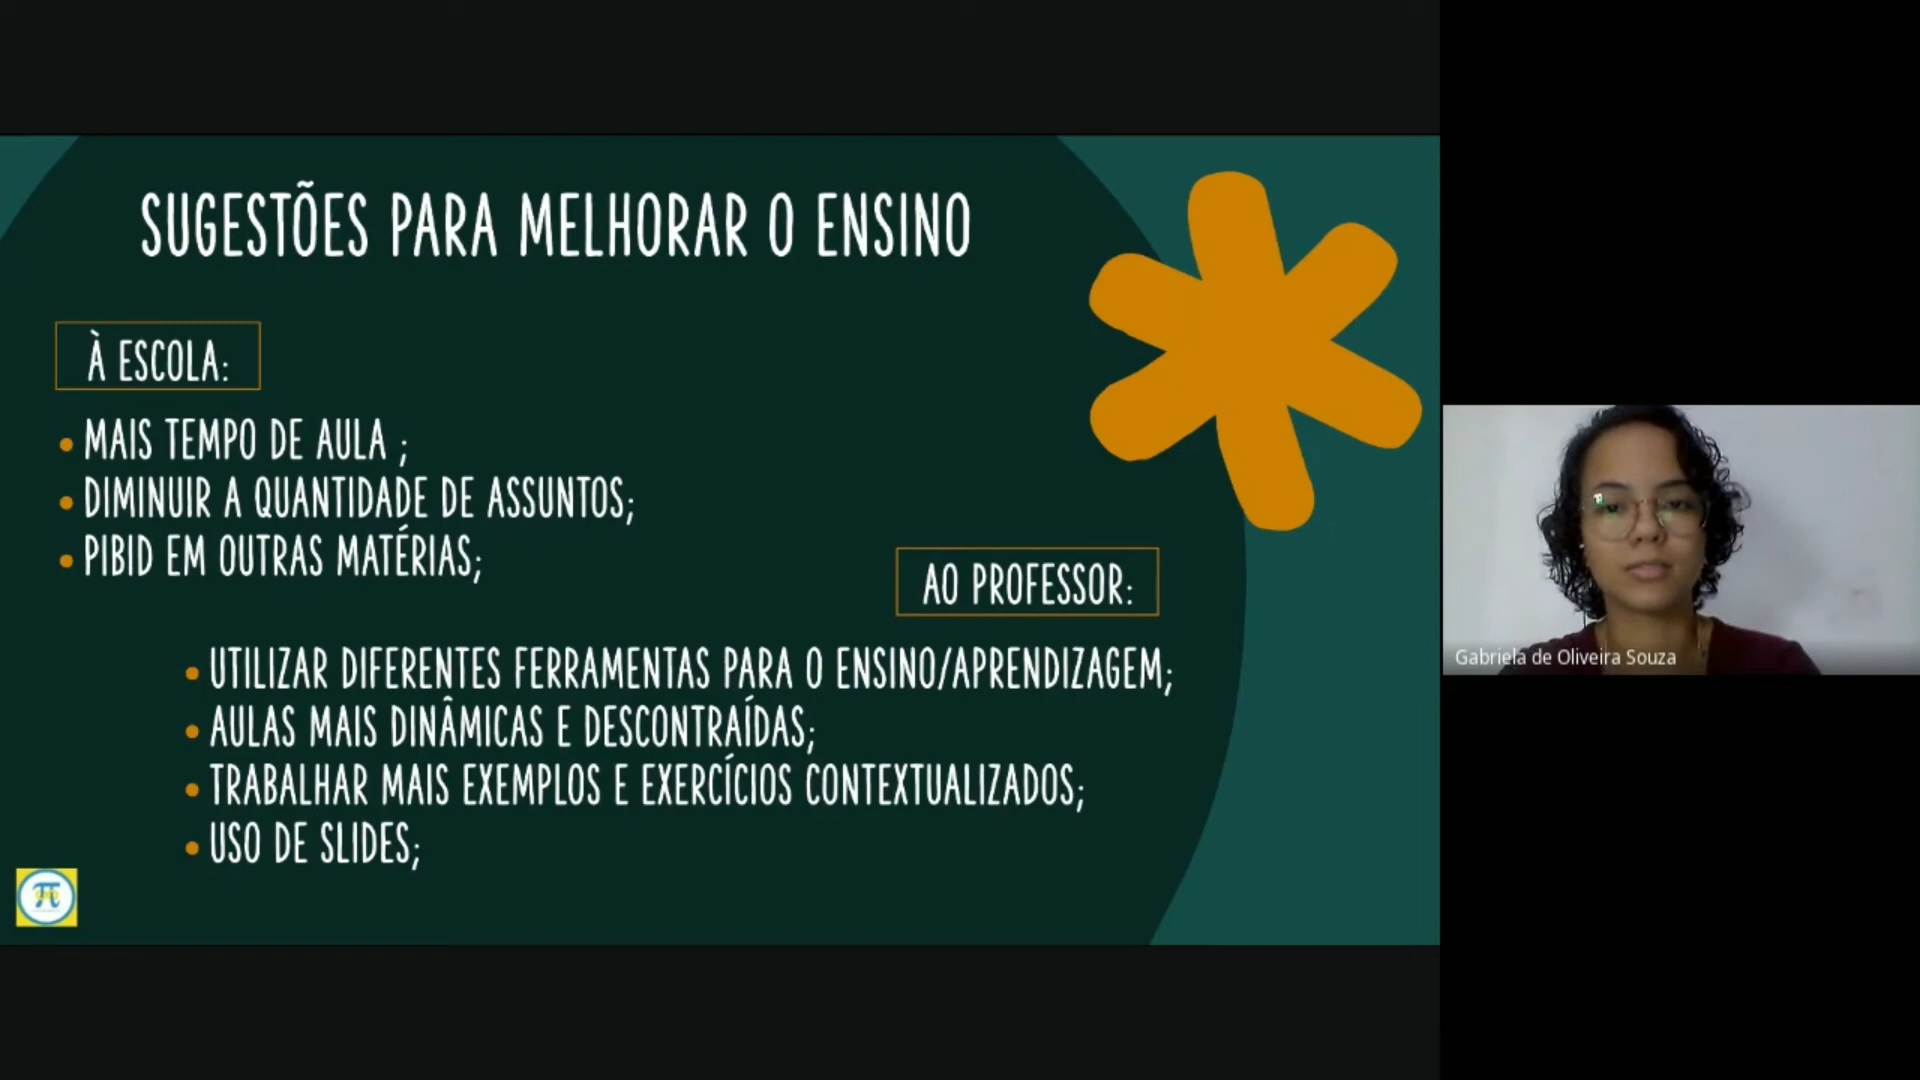 SUGESTÕES PARA MELHORAR O ENSINO
À ESCOLA:
• MAIS TEMPO DE AULA ;
• DIMINUIR A QUANTIDADE DE ASSUNTOS;
• PIBID EM OUTRAS MATÉRIAS;
AO PROFESSOR:
• UTILIZAR DIFERENTES FERRAMENTAS PARA O ENSINO/APRENDIZAGEM;
• AULAS MAIS DINÂMICAS E DESCONTRAÍDAS;
• TRABALHAR MAIS EXEMPLOS E EXERCÍCIOS CONTEXTUALIZADOS;
• USO DE SLIDES;
π
Gabriela de Oliveira Souza